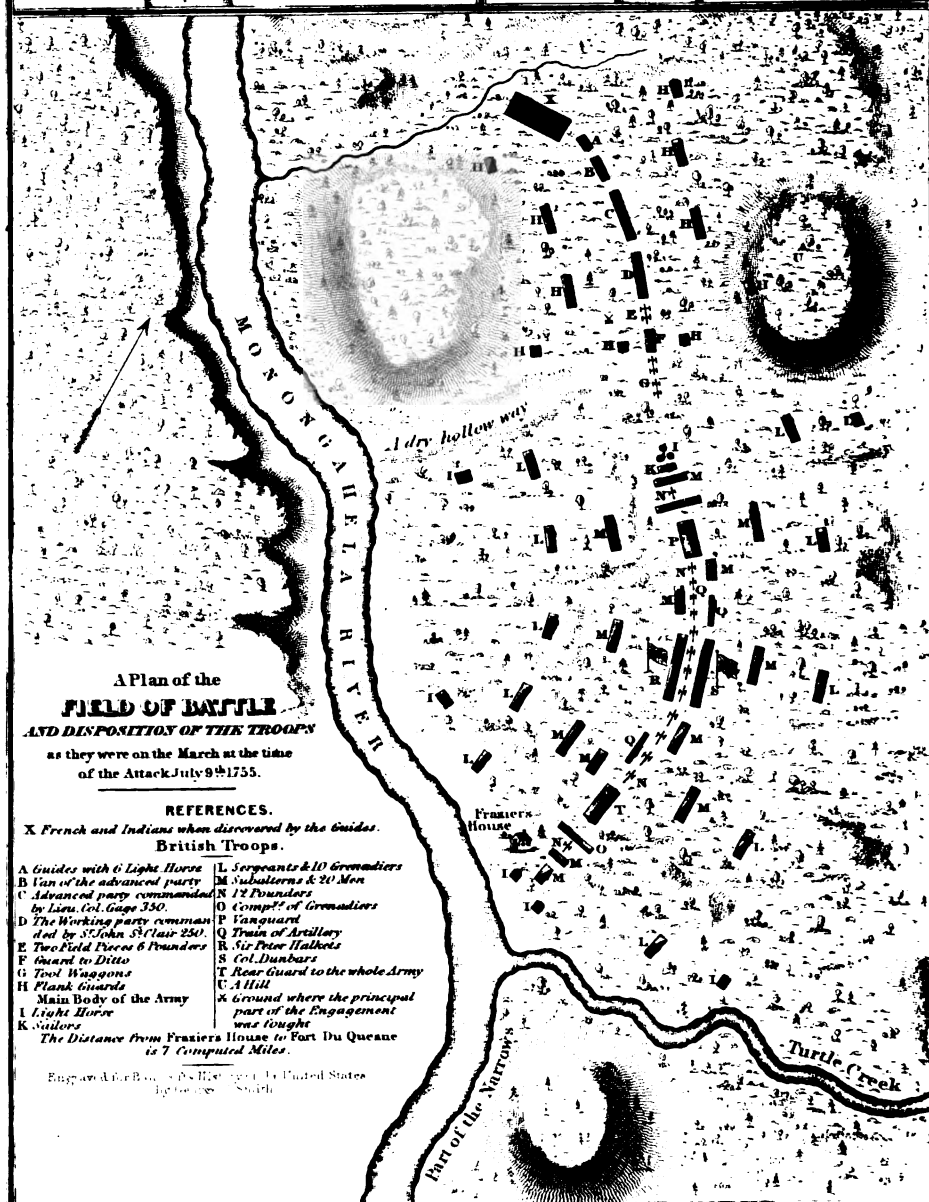 X
A
B
C
D
E
F
G
H
H
H
H
H
H
H
H
M
H
U
MONONGAHELA RIVER
A dry hollow way
L
D
I
K
M
N
I
L
L
M
P
M
L
N
M
Q
M
Q
L
M
R
S
M
L
I
L
M
M
Q
M
L
N
T
M
L
Fraziers
House
N
O
M
I
M
I
L
I
Turtle Creek
Part of the Narrows
A Plan of the
FIELD OF BATTLE
AND DISPOSITION OF THE TROOPS
as they were on the March at the time
of the Attack July 9th 1755.
REFERENCES.
X French and Indians when discovered by the Guides.
British Troops.
A Guides with 6 Light Horse
B Van of the advanced party
C Advanced party commanded
by Lieu. Col. Gage 350.
D The Working party comman
ded by Sr. John St. Clair 250.
E Two Field Pieces 6 Pounders
F Guard to Ditto
G Tool Waggons
H Flank Guards
Main Body of the Army
I Light Horse
K Sailors
L Sergeants & 10 Grenadiers
M Subalterns & 20 Men
N 12 Pounders
O Compy. of Grenadiers
P Vanguard
Q Train of Artillery
R Sir Peter Halkets
S Col. Dunbars
T Rear Guard to the whole Army
U A Hill
X Ground where the principal
part of the Engagement
was fought
The Distance from Fraziers House to Fort Du Quesne
is 7 Computed Miles.
Engraved for United States
Smith